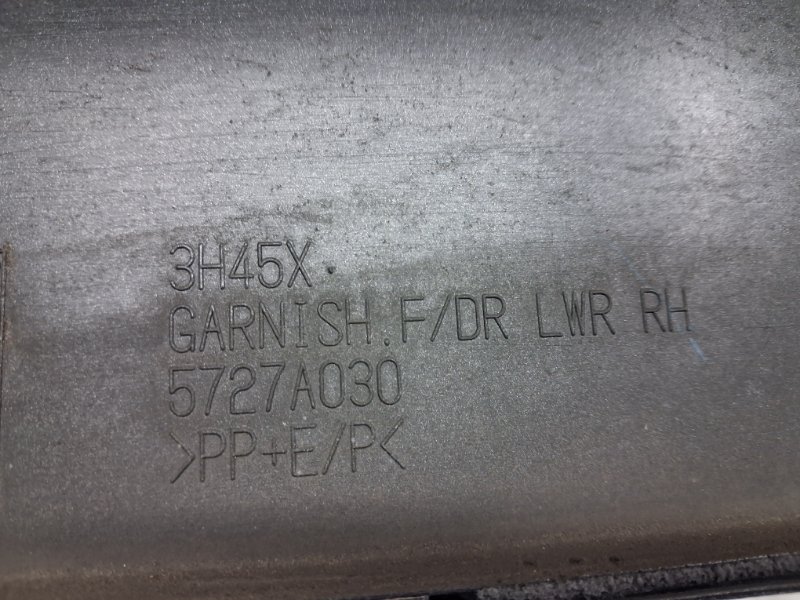 3H45X
GARNISH.F/DR LWR RH
5727A030
>PP+E/P<